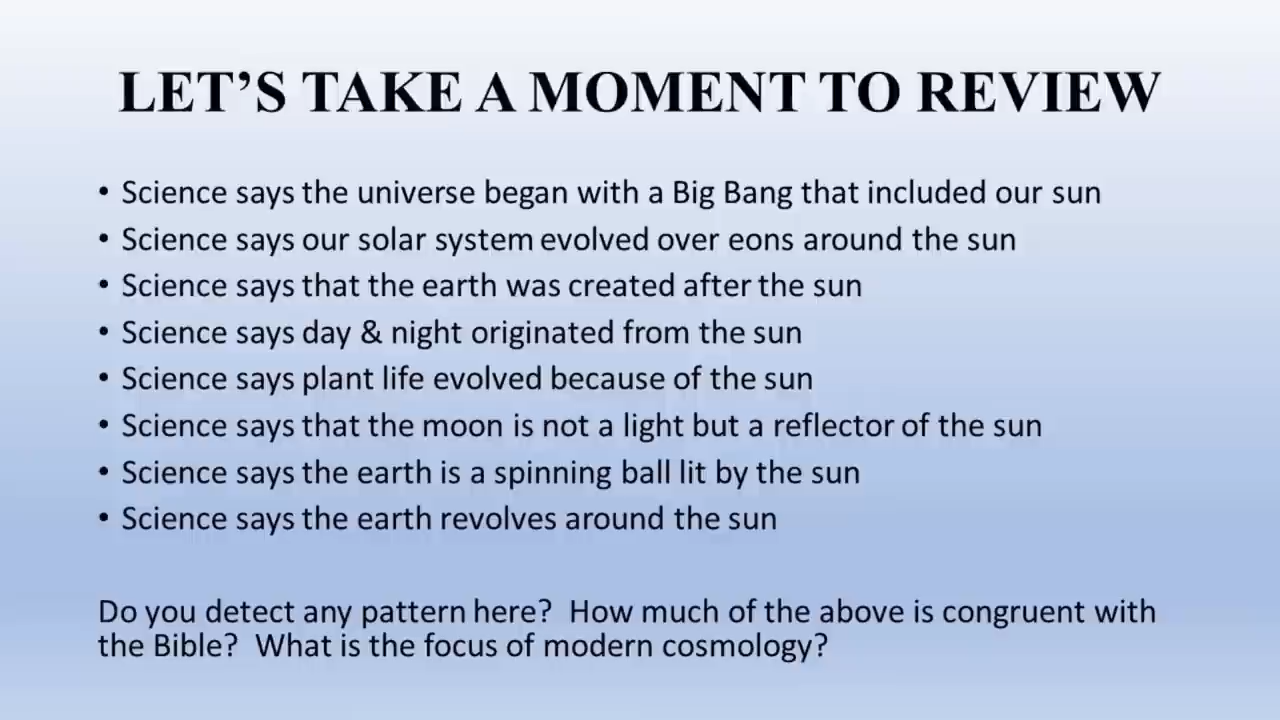 LET’S TAKE A MOMENT TO REVIEW
• Science says the universe began with a Big Bang that included our sun
• Science says our solar system evolved over eons around the sun
• Science says that the earth was created after the sun
• Science says day & night originated from the sun
• Science says plant life evolved because of the sun
• Science says that the moon is not a light but a reflector of the sun
• Science says the earth is a spinning ball lit by the sun
• Science says the earth revolves around the sun
Do you detect any pattern here?  How much of the above is congruent with
the Bible?  What is the focus of modern cosmology?